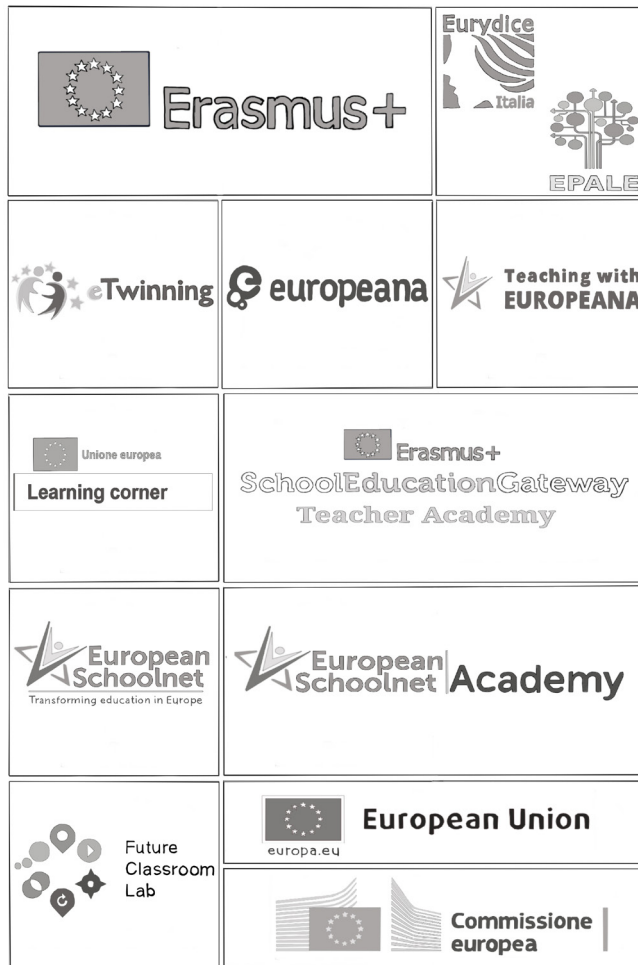 Erasmus+
Eurydice
Italia
EPALE
eTwinning
europeana
Teaching with
EUROPEANA
Unione europea
Learning corner
Erasmus+
SchoolEducationGateway
Teacher Academy
European
Schoolnet
Transforming education in Europe
European
Schoolnet
Academy
Future
Classroom
Lab
europa.eu
European Union
Commissione
europea